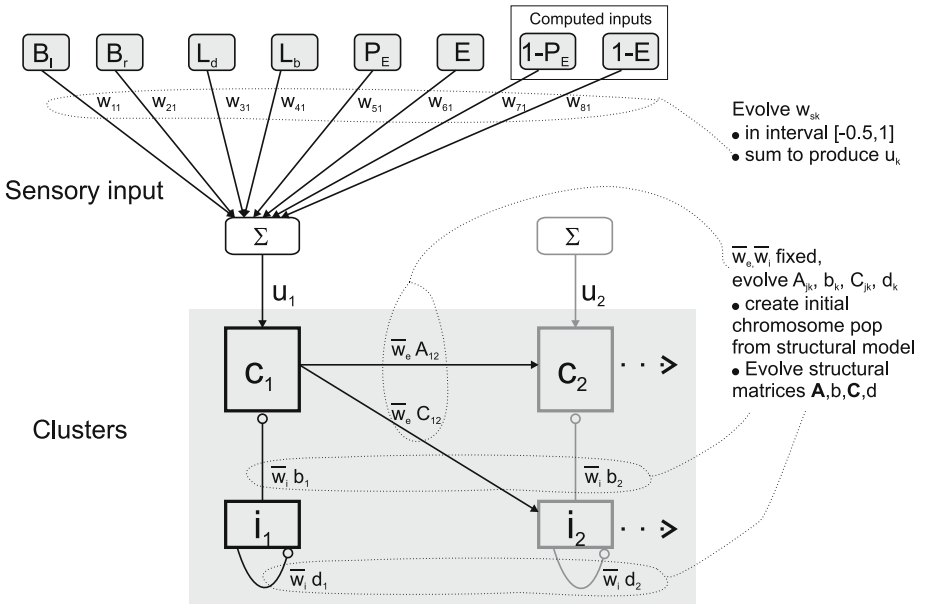 Computed inputs
B_l B_r L_d L_b P_E E 1-P_E 1-E
w_11 w_21 w_31 w_41 w_51 w_61 w_71 w_81
Evolve w_sk
• in interval [-0.5,1]
• sum to produce u_k
Sensory input
Σ Σ
w̅_e, w̅_i fixed,
evolve A_jk, b_k, C_jk, d_k
• create initial
chromosome pop
from structural model
• Evolve structural
matrices A,b,C,d
u_1 u_2
c_1 w̅_e A_12 c_2
w̅_e C_12
Clusters
w̅_i b_1 w̅_i b_2
i_1 i_2
w̅_i d_1 w̅_i d_2